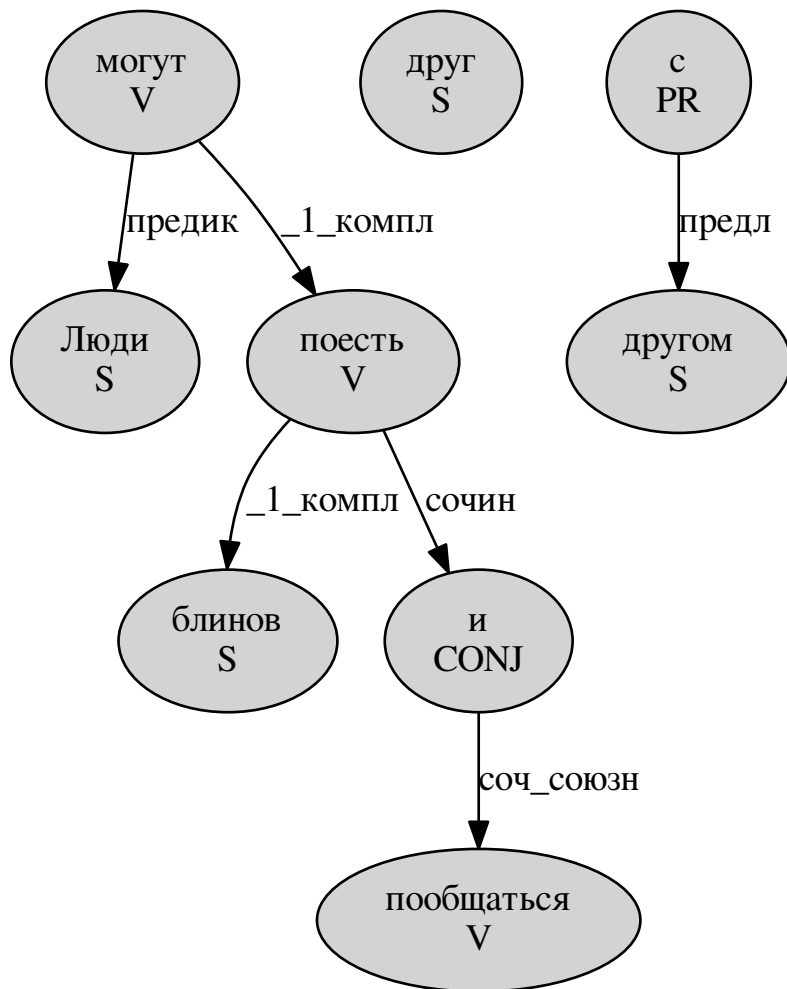 могут
V
друг
S
с
PR
предик
_1_компл
предл
Люди
S
поесть
V
другом
S
_1_компл
сочин
блинов
S
и
CONJ
соч_союзн
пообщаться
V